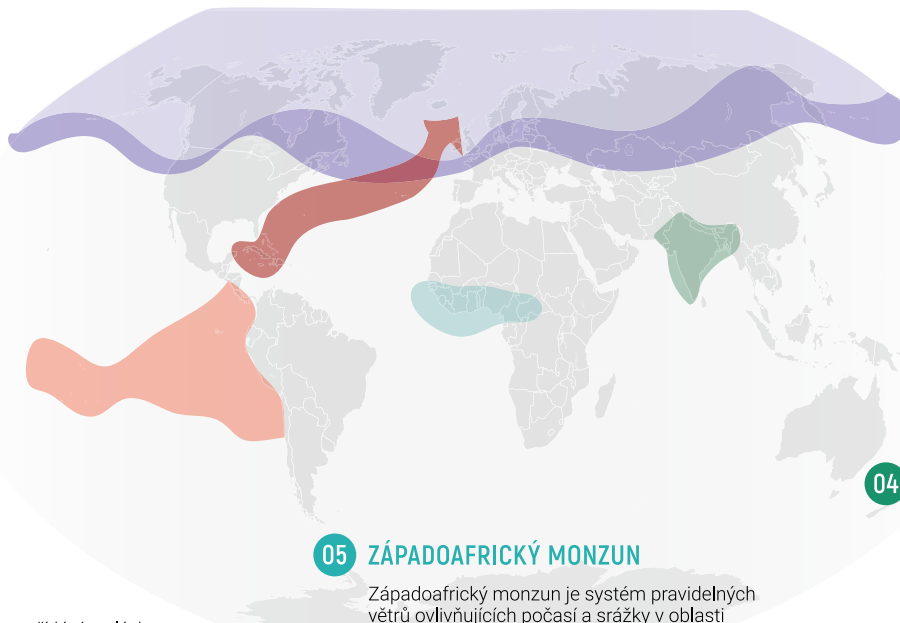 04
05 ZÁPADOAFRICKÝ MONZUN
Západoafrický monzun je systém pravidelných
větrů ovlivňujících počasí a srážky v oblasti